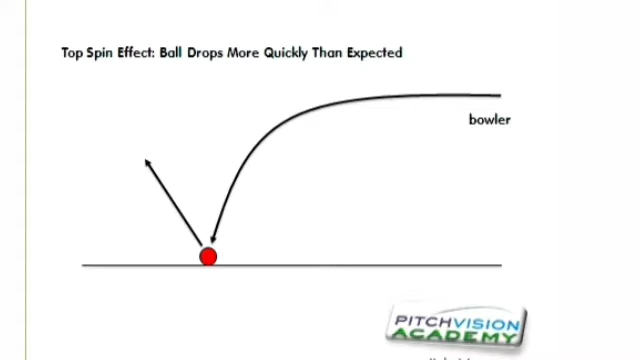 Top Spin Effect: Ball Drops More Quickly Than Expected
bowler
PITCHVISION
ACADEMY